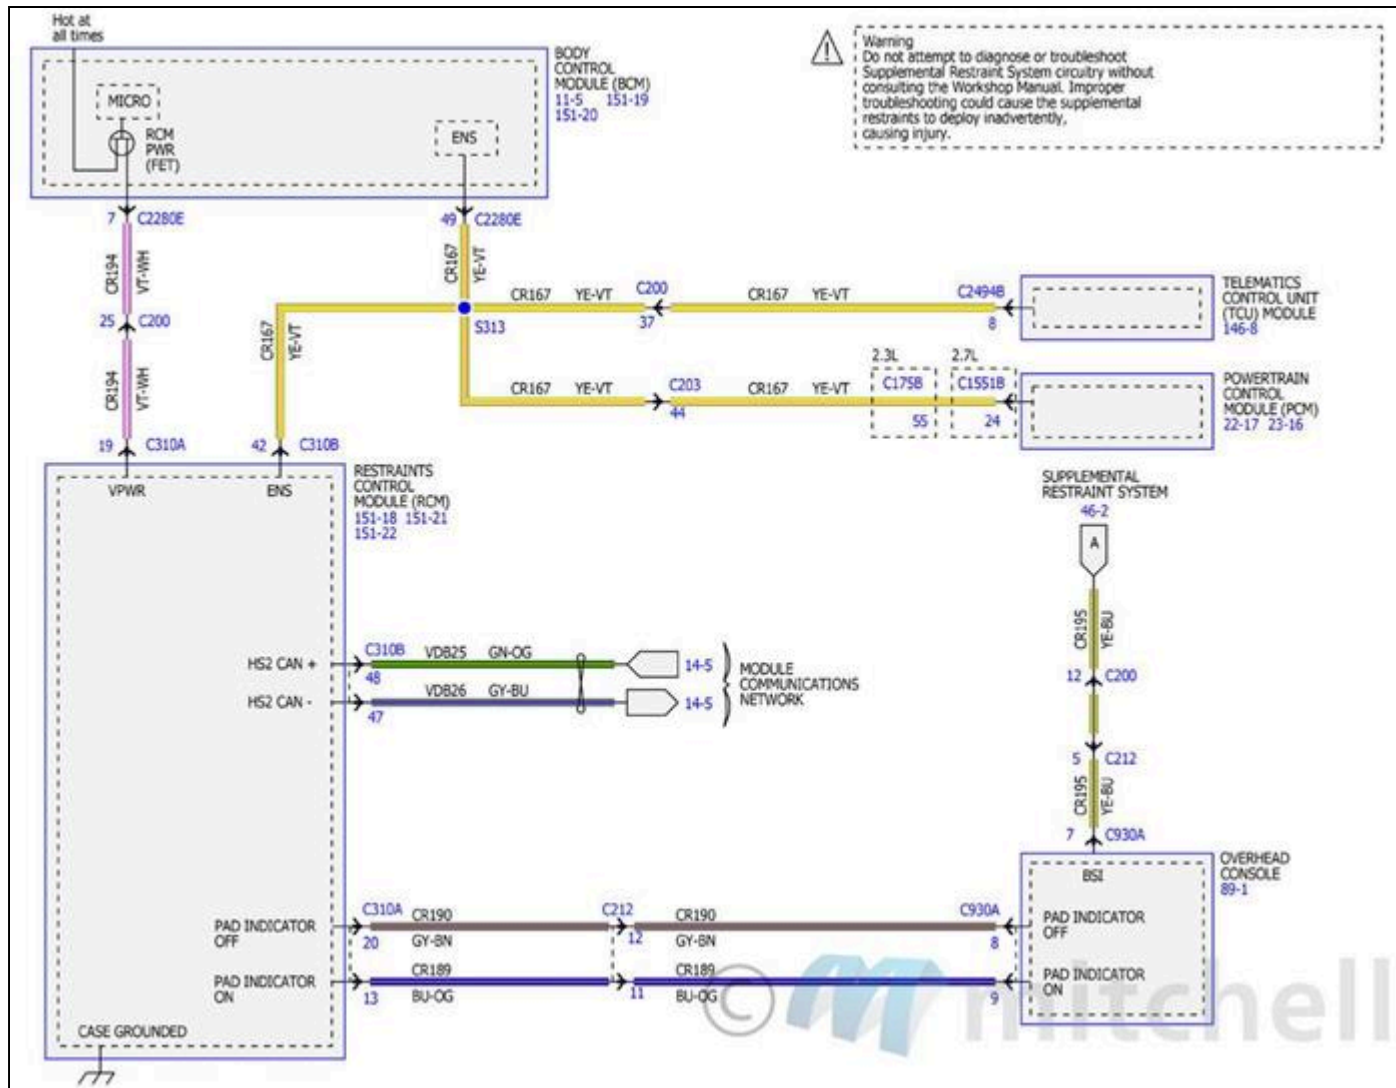 Hot at
all times
BODY
CONTROL
MODULE (BCM)
11-5 151-19
151-20
MICRO
RCM
PWR
(FET)
ENS
Warning
Do not attempt to diagnose or troubleshoot
Supplemental Restraint System circuitry without
consulting the Workshop Manual. Improper
troubleshooting could cause the supplemental
restraints to deploy inadvertently,
causing injury.
7 C2280E
49 C2280E
CR194
VT-WH
CR167
YE-VT
25 C200
CR194
VT-WH
CR167
YE-VT
S313
CR167 YE-VT
C200
37
CR167 YE-VT
C2494B
8
TELEMATICS
CONTROL UNIT
(TCU) MODULE
146-8
CR167 YE-VT
C203
44
CR167 YE-VT
2.3L
C175B
55
2.7L
C1551B
24
POWERTRAIN
CONTROL
MODULE (PCM)
22-17 23-16
19 C310A
42 C310B
VPWR
ENS
RESTRAINTS
CONTROL
MODULE (RCM)
151-18 151-21
151-22
SUPPLEMENTAL
RESTRAINT SYSTEM
46-2
A
CR195
YE-BU
12 C200
5 C212
CR195
YE-BU
7 C930A
HS2 CAN +
C310B
48
VDB25 GN-OG
14-5
HS2 CAN -
47
VDB26 GY-BU
14-5
MODULE
COMMUNICATIONS
NETWORK
BSI
OVERHEAD
CONSOLE
89-1
PAD INDICATOR
OFF
C310A
20
CR190
GY-BN
C212
12
CR190
GY-BN
C930A
8
PAD INDICATOR
OFF
PAD INDICATOR
ON
13
CR189
BU-OG
11
CR189
BU-OG
9
PAD INDICATOR
ON
CASE GROUNDED
© mitchell